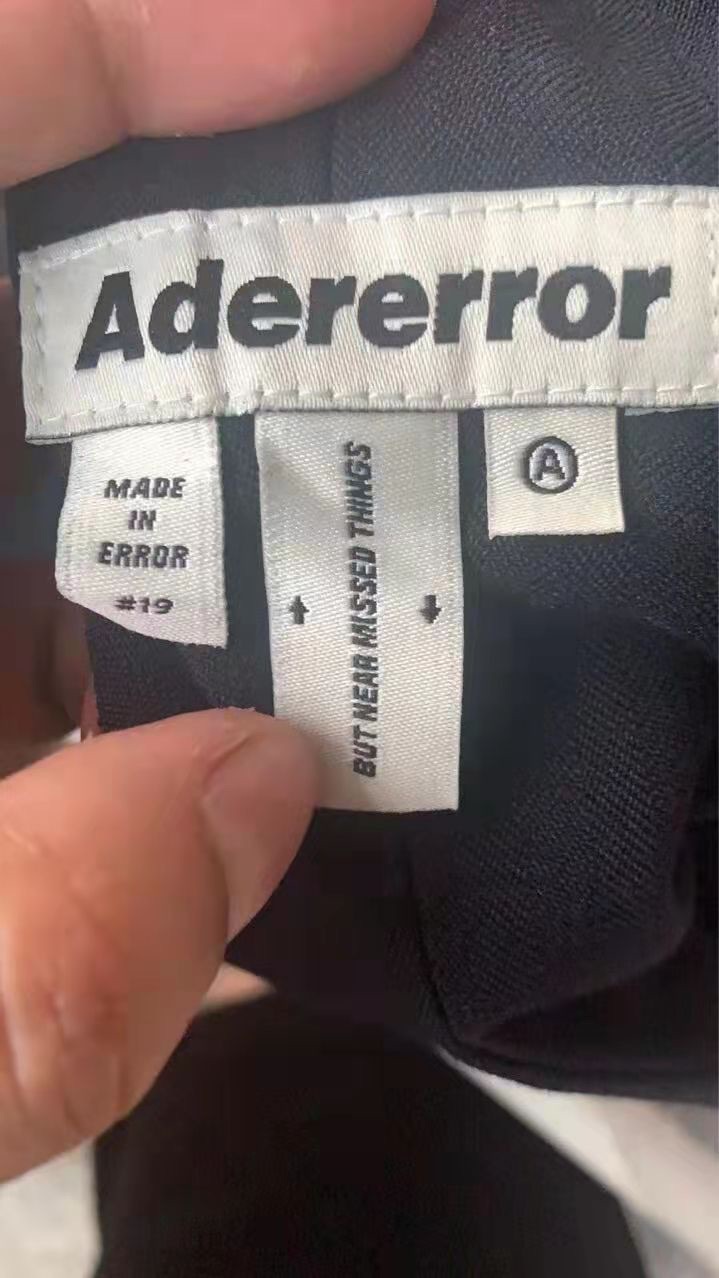 Adererror
MADE
IN
ERROR
#19
BUT NEAR MISSED THINGS
A